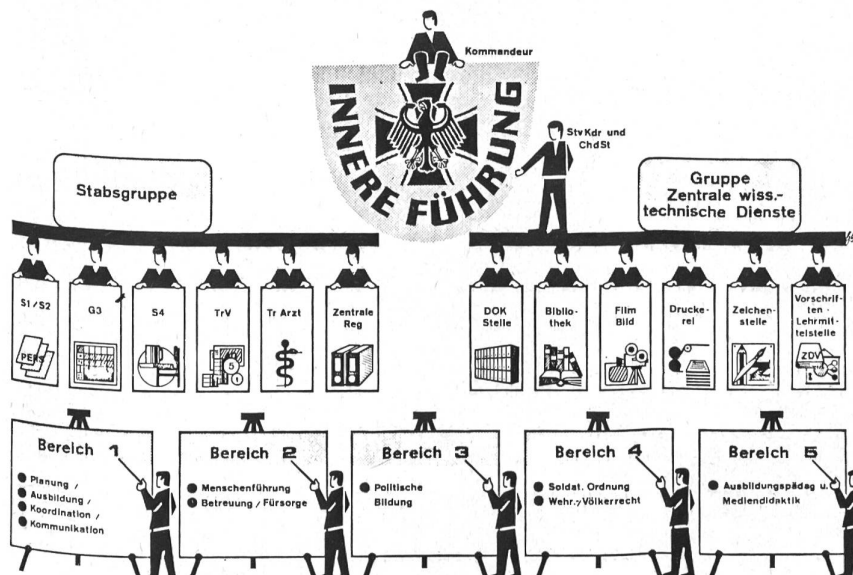 Kommandeur
INNERE FÜHRUNG
StvKdr und
ChdSt
Stabsgruppe
Gruppe
Zentrale wiss.-
technische Dienste
S1/S2
PERS
G3
S4
TrV
5
Tr Arzt
Zentrale
Reg
DOK
Stelle
Biblio-
thek
Film
Bild
Drucke-
rei
Zeichen-
stelle
Vorschrif-
ten -
Lehrmit-
telstelle
ZDV
Bereich 1
Planung /
Ausbildung /
Koordination /
Kommunikation
Bereich 2
Menschenführung
Betreuung / Fürsorge
Bereich 3
Politische
Bildung
Bereich 4
Soldat. Ordnung
Wehr-/Völkerrecht
Bereich 5
Ausbildungspädag u.
Mediendidaktik